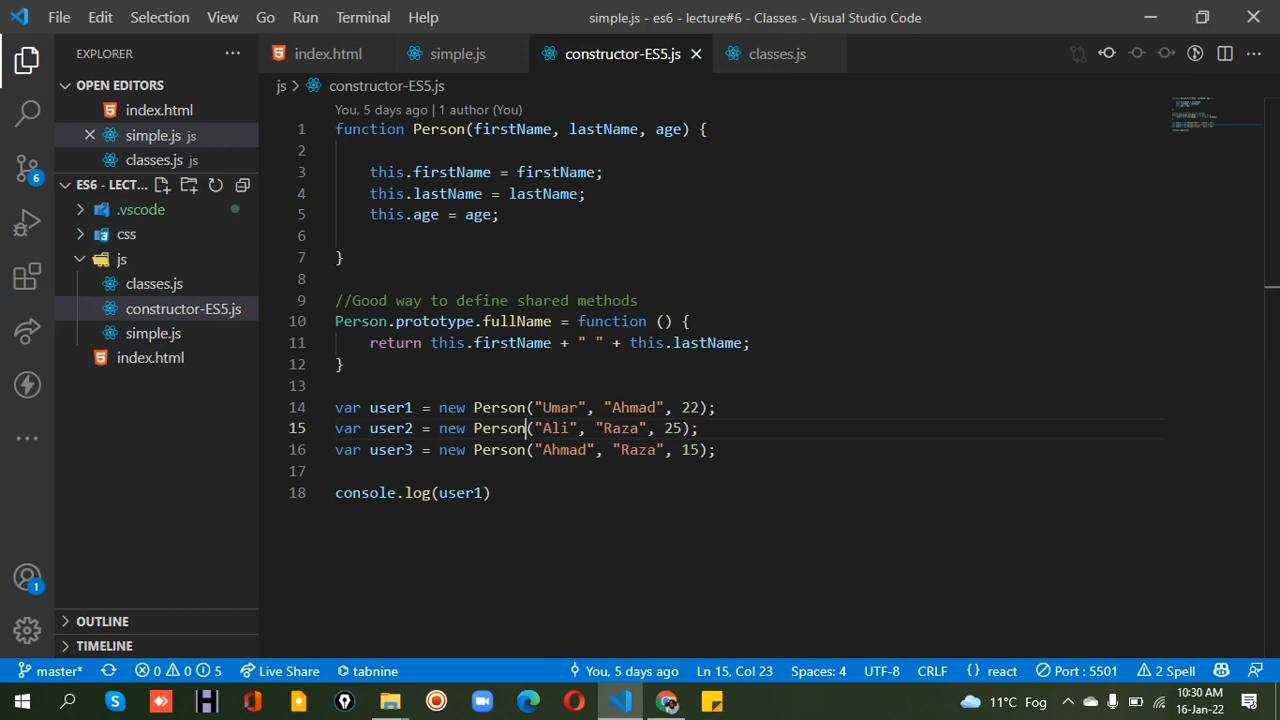 File Edit Selection View Go Run Terminal Help simple.js - es6 - lecture#6 - Classes - Visual Studio Code
EXPLORER
OPEN EDITORS
index.html
simple.js js
classes.js js
ES6 - LECT...
.vscode
css
js
classes.js
constructor-ES5.js
simple.js
index.html
OUTLINE
TIMELINE
6
1
index.html simple.js constructor-ES5.js classes.js
js > constructor-ES5.js
You, 5 days ago | 1 author (You)
1 function Person(firstName, lastName, age) {
2
3 this.firstName = firstName;
4 this.lastName = lastName;
5 this.age = age;
6
7 }
8
9 //Good way to define shared methods
10 Person.prototype.fullName = function () {
11 return this.firstName + " " + this.lastName;
12 }
13
14 var user1 = new Person("Umar", "Ahmad", 22);
15 var user2 = new Person("Ali", "Raza", 25);
16 var user3 = new Person("Ahmad", "Raza", 15);
17
18 console.log(user1)
master* 0 0 5 Live Share tabnine You, 5 days ago Ln 15, Col 23 Spaces: 4 UTF-8 CRLF { } react Port : 5501 2 Spell
11°C Fog
10:30 AM
16-Jan-22